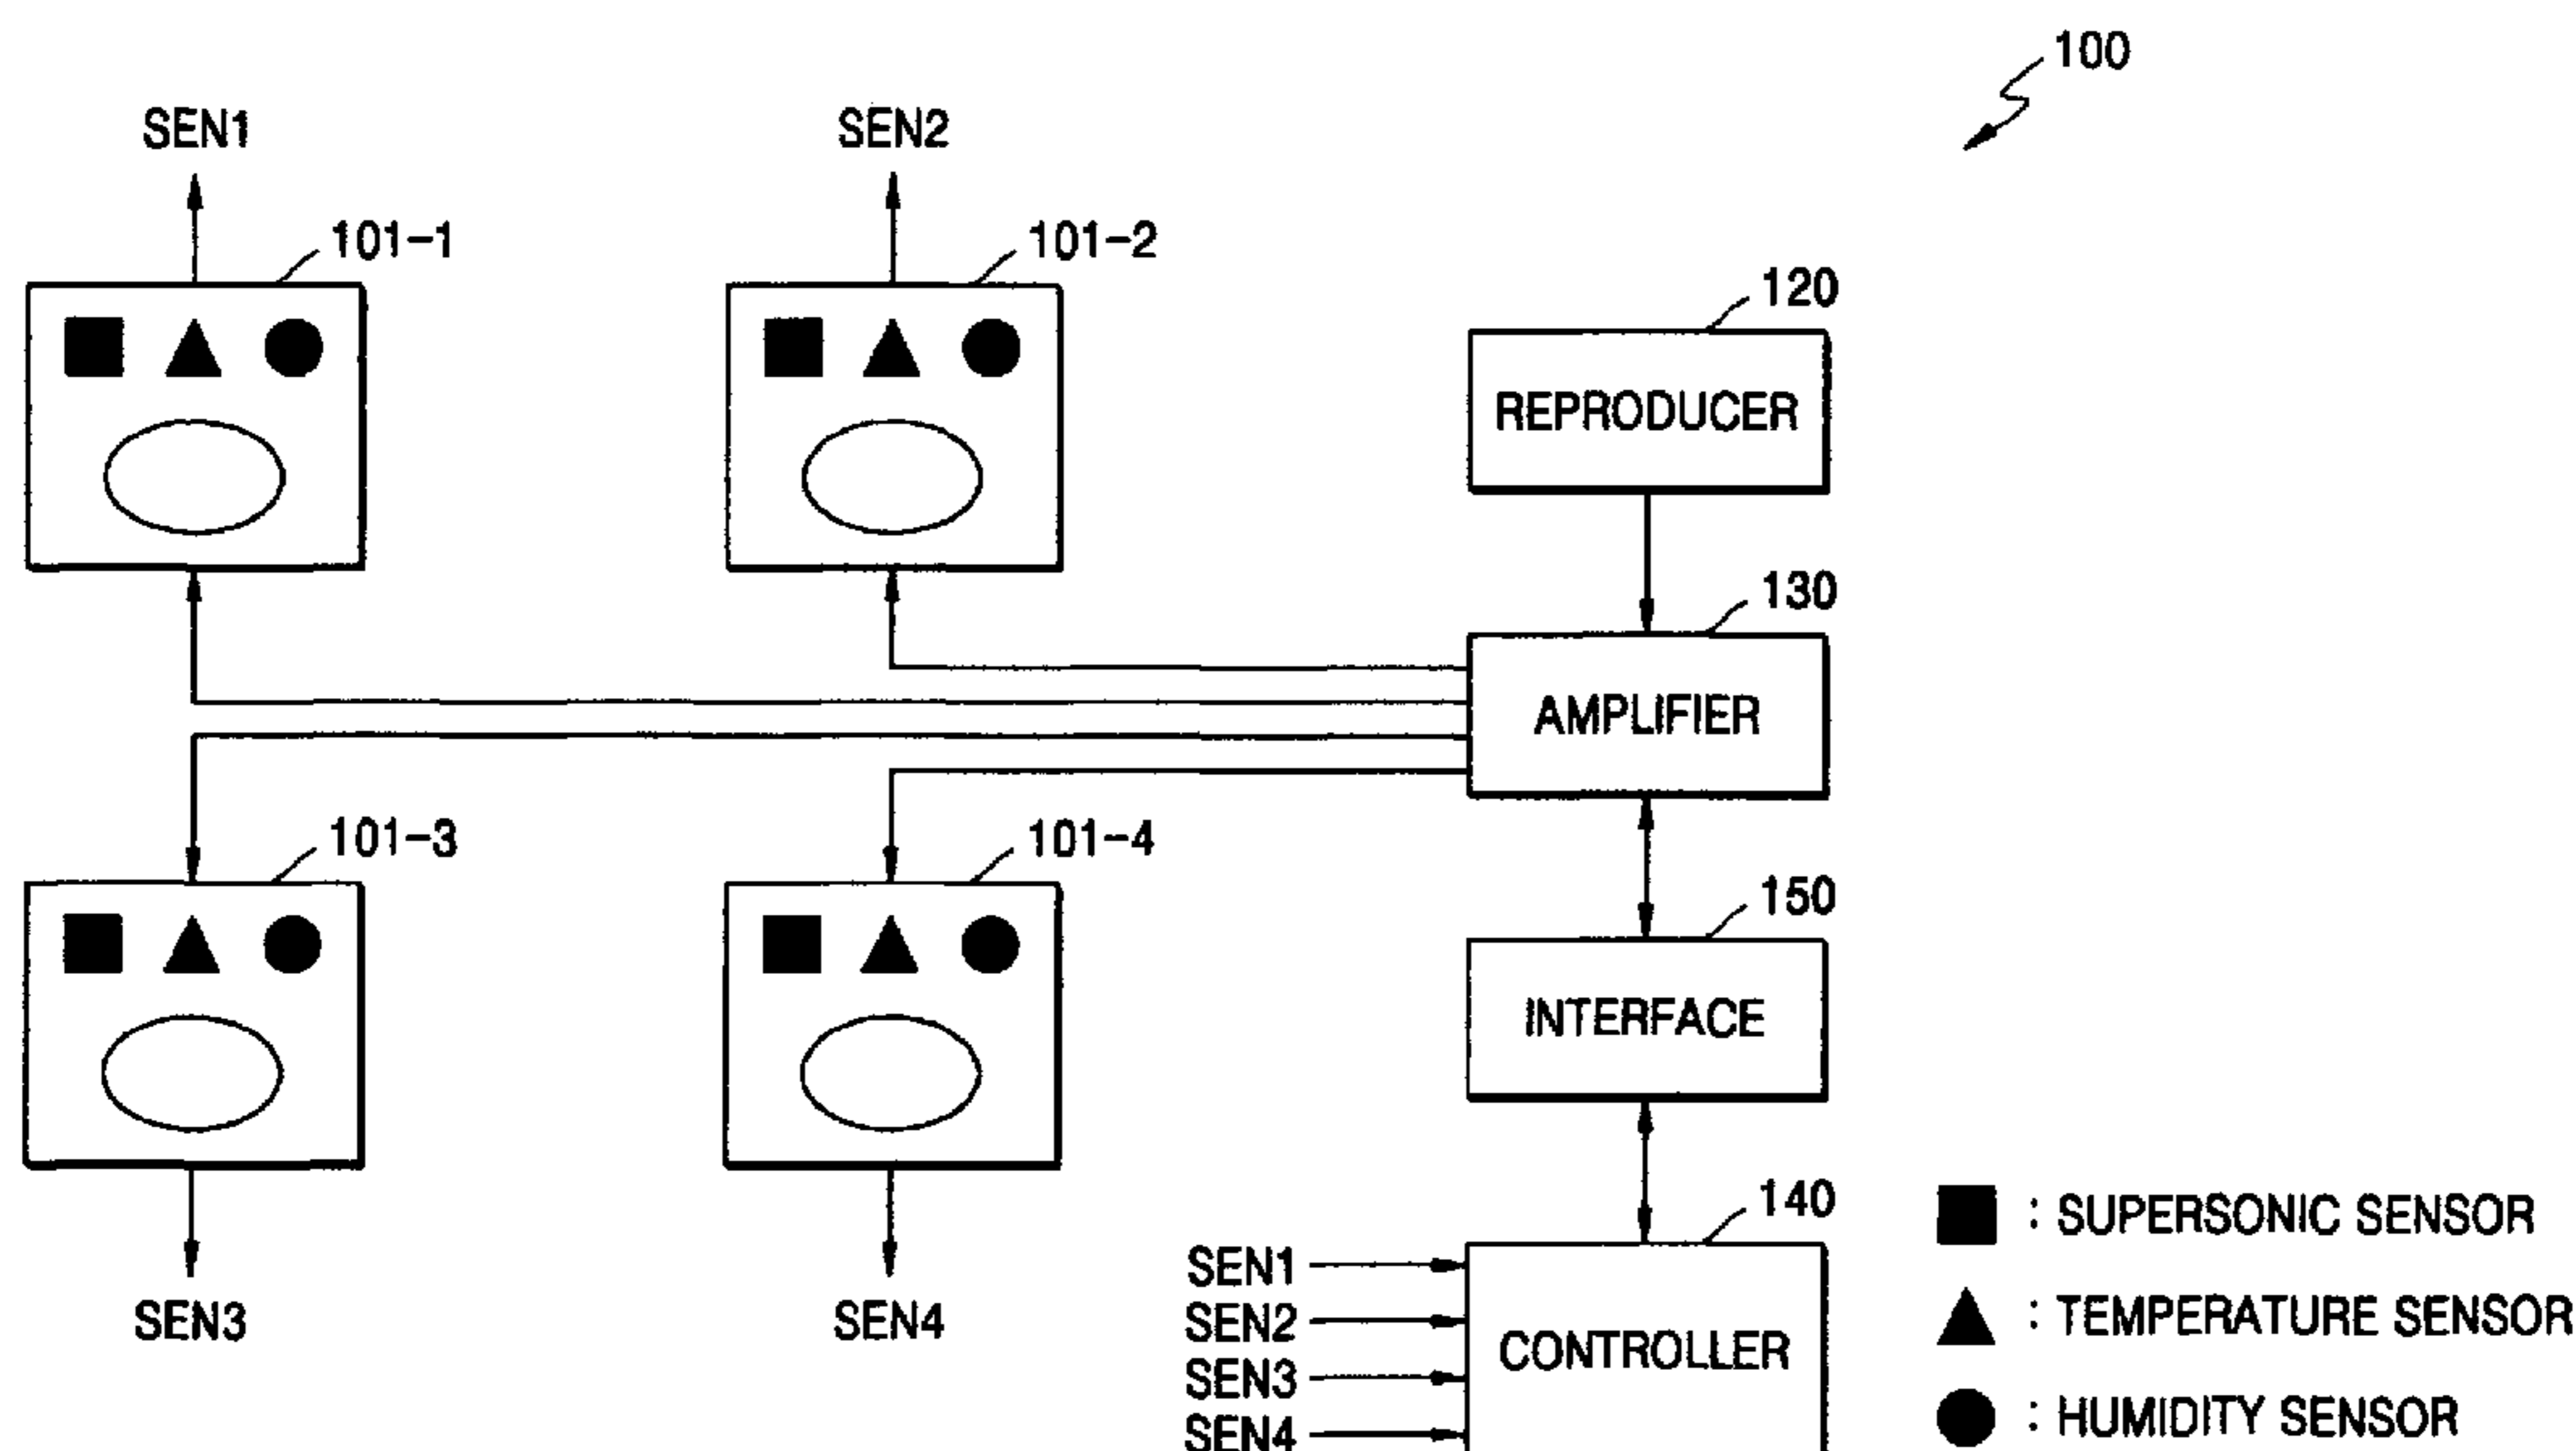 100
SEN1
SEN2
101-1
101-2
120
REPRODUCER
130
AMPLIFIER
101-3
101-4
150
INTERFACE
SEN3
SEN4
140
SEN1
SEN2
SEN3
SEN4
CONTROLLER
: SUPERSONIC SENSOR
: TEMPERATURE SENSOR
: HUMIDITY SENSOR